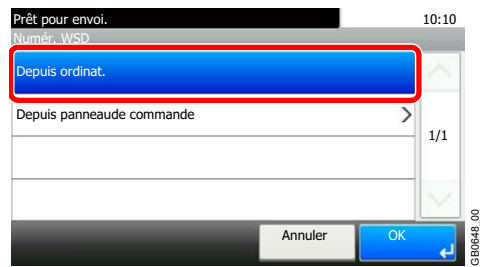 Prêt pour envoi. 10:10
Numér. WSD
Depuis ordinat.
Depuis panneaude commande
1/1
Annuler OK
GB0648_00